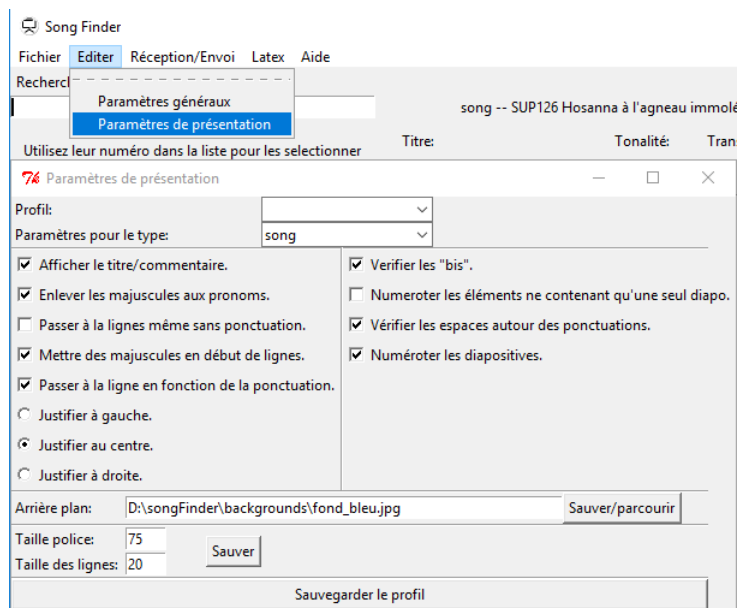 Song Finder
Fichier Editer Réception/Envoi Latex Aide
Recherc
Paramètres généraux
Paramètres de présentation
song -- SUP126 Hosanna à l'agneau immolé
Utilisez leur numéro dans la liste pour les selectionner
Titre: Tonalité: Trans
Paramètres de présentation
Profil:
Paramètres pour le type: song
Afficher le titre/commentaire.
Enlever les majuscules aux pronoms.
Passer à la lignes même sans ponctuation.
Mettre des majuscules en début de lignes.
Passer à la ligne en fonction de la ponctuation.
Justifier à gauche.
Justifier au centre.
Justifier à droite.
Verifier les "bis".
Numeroter les éléments ne contenant qu'une seul diapo.
Vérifier les espaces autour des ponctuations.
Numéroter les diapositives.
Arrière plan: D:\songFinder\backgrounds\fond_bleu.jpg Sauver/parcourir
Taille police: 75
Taille des lignes: 20
Sauver
Sauvegarder le profil